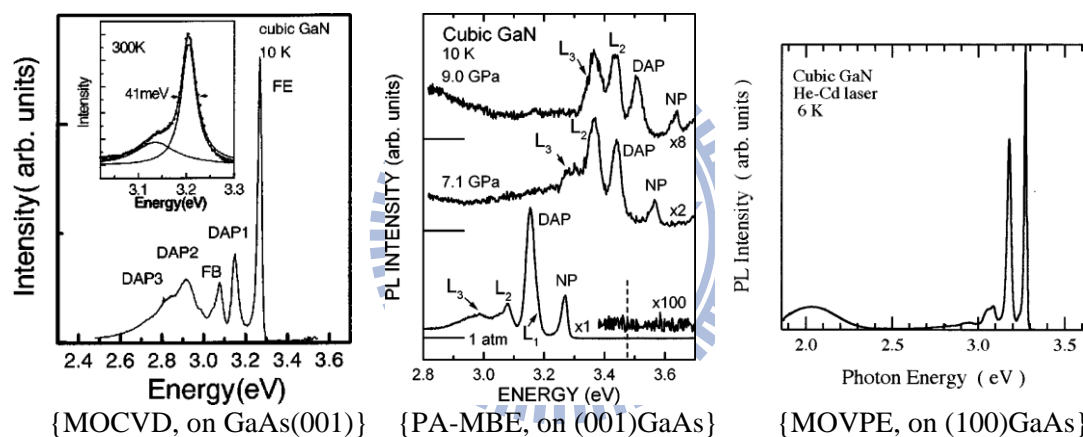 Intensity( arb. units)
cubic GaN
10 K
FE
DAP1
FB
DAP2
DAP3
300K
41meV
Intensity
3.1 3.2 3.3
Energy(eV)
2.4 2.6 2.8 3.0 3.2 3.4 3.6
Energy(eV)
{MOCVD, on GaAs(001)}
PL INTENSITY (arb. units)
Cubic GaN
10 K
9.0 GPa
L3
L2
DAP
NP
x8
7.1 GPa
L3
L2
DAP
NP
x2
1 atm
L3
L2
DAP
L1
NP
x1
x100
2.8 3.0 3.2 3.4 3.6
ENERGY (eV)
{PA-MBE, on (001)GaAs}
PL Intensity ( arb. units )
Cubic GaN
He-Cd laser
6 K
2.0 2.5 3.0 3.5
Photon Energy ( eV )
{MOVPE, on (100)GaAs}